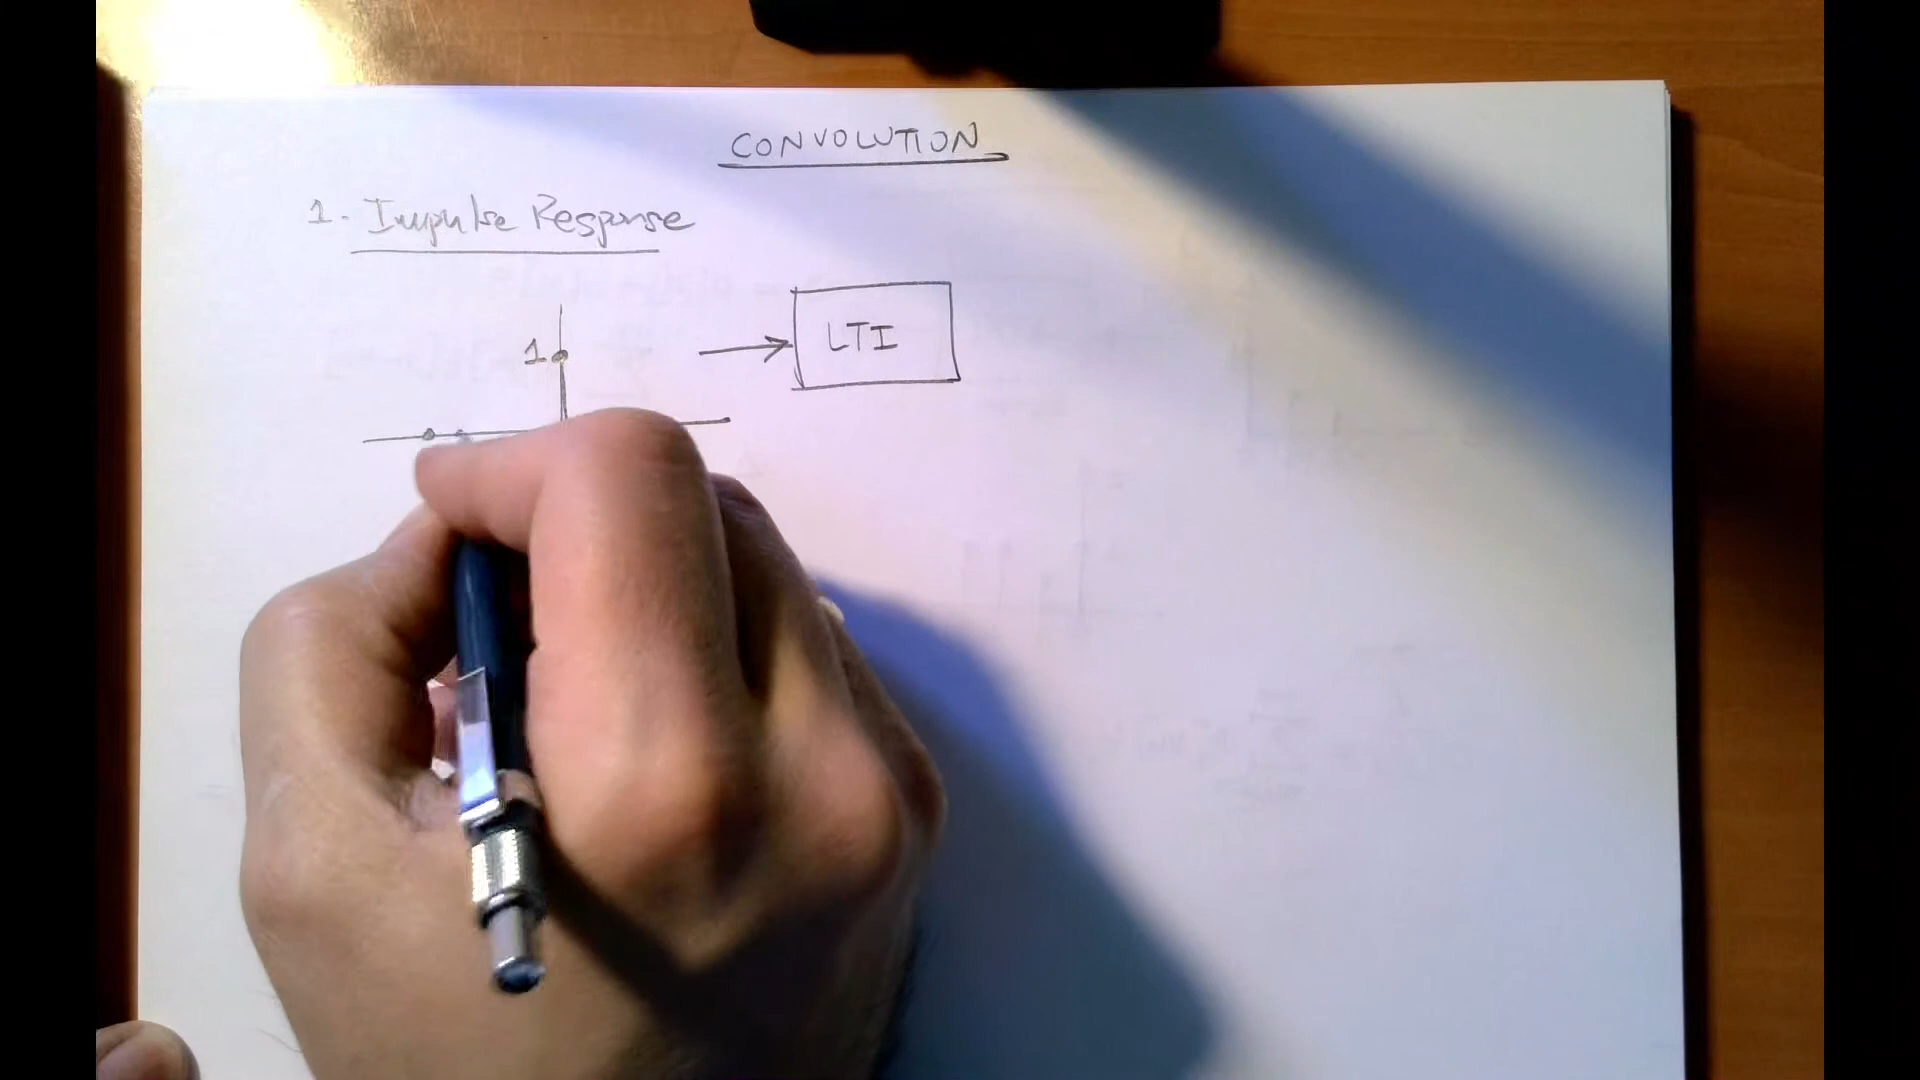 CONVOLUTION
1. Impulse Response
1
LTI